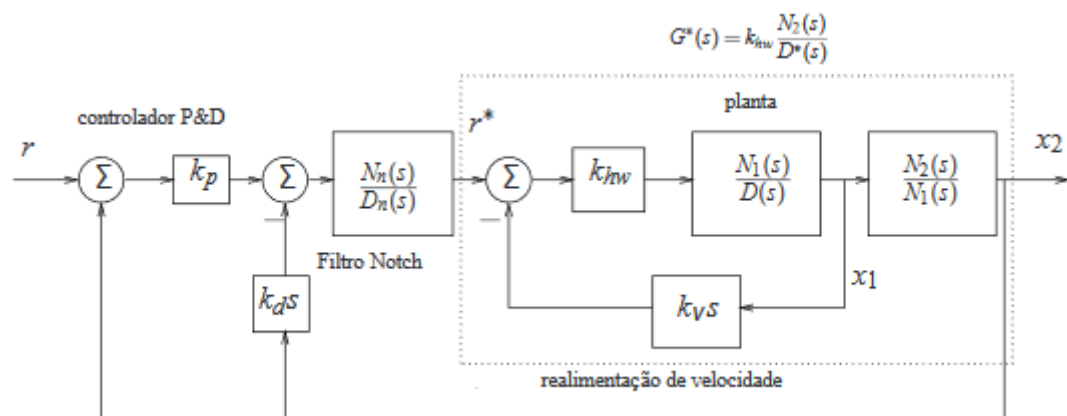 G*(s) = k_hw N_2(s)/D*(s)
controlador P&D
planta
r
Σ
k_p
Σ
N_n(s)/D_n(s)
r*
Σ
k_hw
N_1(s)/D(s)
N_2(s)/N_1(s)
x_2
−
−
Filtro Notch
x_1
k_d s
k_v s
realimentação de velocidade